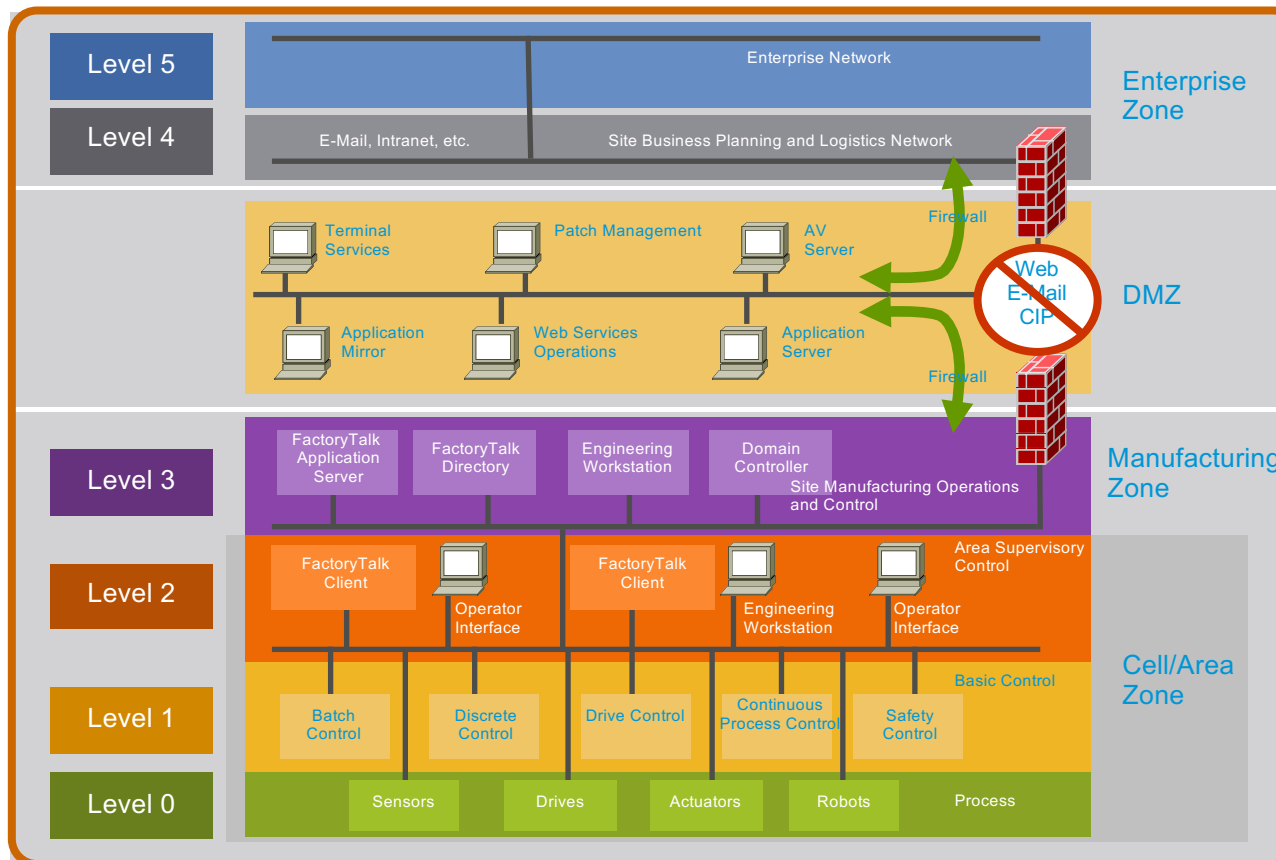 Level 5
Enterprise Network
Enterprise
Zone
Level 4
E-Mail, Intranet, etc.
Site Business Planning and Logistics Network
Firewall
Terminal
Services
Patch Management
AV
Server
Web
E-Mail
CIP
DMZ
Application
Mirror
Web Services
Operations
Application
Server
Firewall
Level 3
FactoryTalk
Application
Server
FactoryTalk
Directory
Engineering
Workstation
Domain
Controller
Site Manufacturing Operations
and Control
Manufacturing
Zone
Level 2
FactoryTalk
Client
Operator
Interface
FactoryTalk
Client
Engineering
Workstation
Operator
Interface
Area Supervisory
Control
Cell/Area
Zone
Level 1
Basic Control
Batch
Control
Discrete
Control
Drive Control
Continuous
Process Control
Safety
Control
Level 0
Sensors
Drives
Actuators
Robots
Process